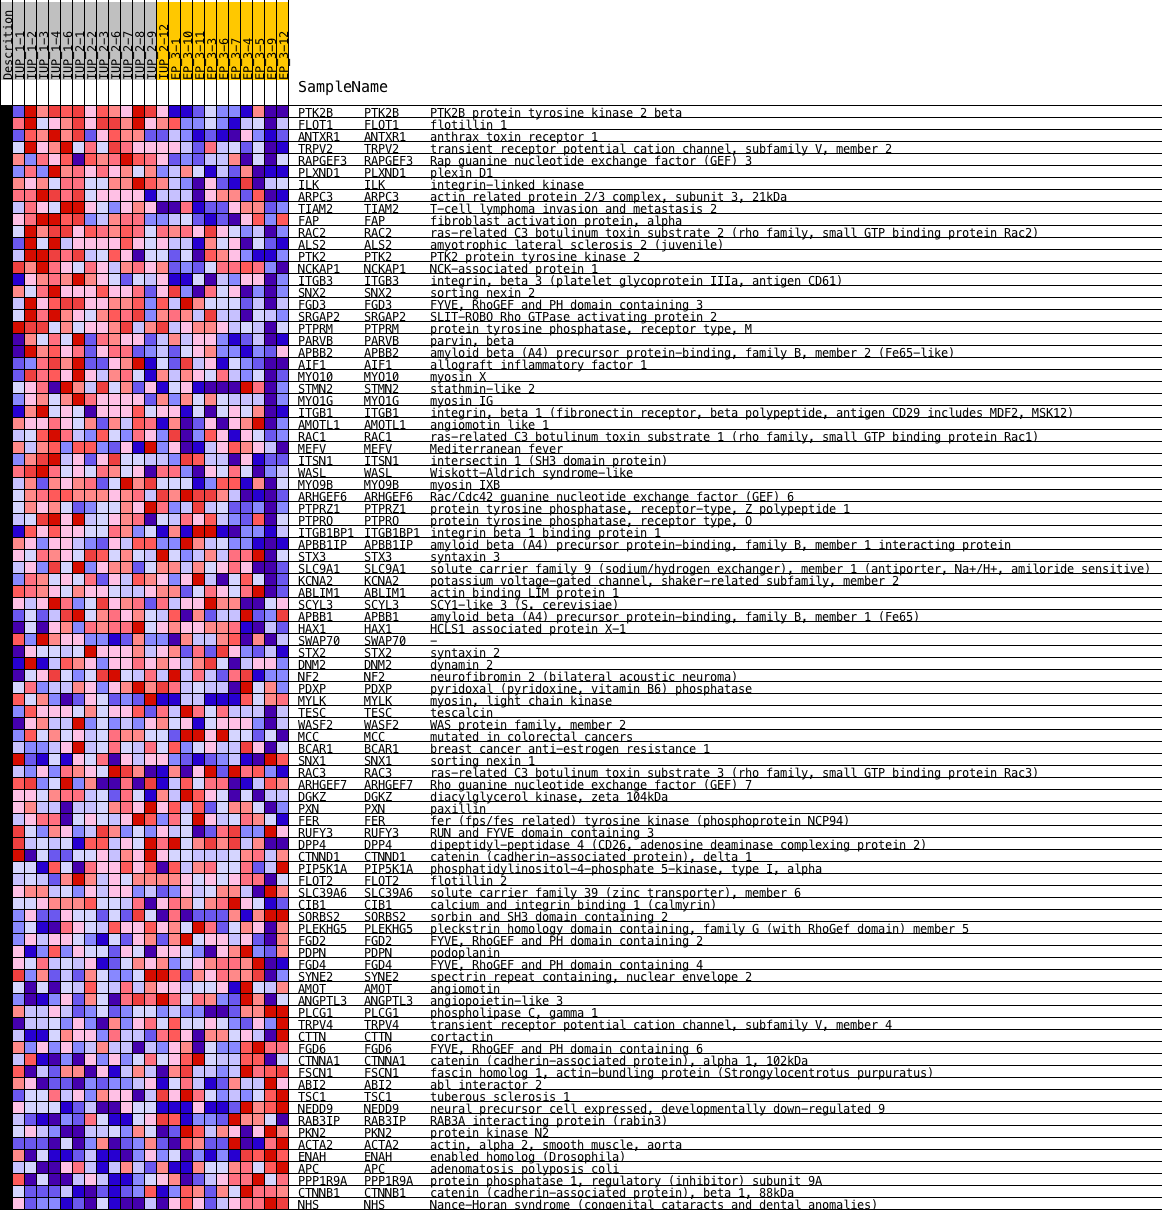 Descrition
IUP_1-1
IUP_1-2
IUP_1-3
IUP_1-4
IUP_1-6
IUP_2-1
IUP_2-2
IUP_2-3
IUP_2-6
IUP_2-7
IUP_2-8
IUP_2-9
IUP_2-12
EP_3-1
EP_3-10
EP_3-11
EP_3-3
EP_3-6
EP_3-7
EP_3-4
EP_3-5
EP_3-9
EP_3-12
SampleName
PTK2B PTK2B PTK2B protein tyrosine kinase 2 beta
FLOT1 FLOT1 flotillin 1
ANTXR1 ANTXR1 anthrax toxin receptor 1
TRPV2 TRPV2 transient receptor potential cation channel, subfamily V, member 2
RAPGEF3 RAPGEF3 Rap guanine nucleotide exchange factor (GEF) 3
PLXND1 PLXND1 plexin D1
ILK ILK integrin-linked kinase
ARPC3 ARPC3 actin related protein 2/3 complex, subunit 3, 21kDa
TIAM2 TIAM2 T-cell lymphoma invasion and metastasis 2
FAP FAP fibroblast activation protein, alpha
RAC2 RAC2 ras-related C3 botulinum toxin substrate 2 (rho family, small GTP binding protein Rac2)
ALS2 ALS2 amyotrophic lateral sclerosis 2 (juvenile)
PTK2 PTK2 PTK2 protein tyrosine kinase 2
NCKAP1 NCKAP1 NCK-associated protein 1
ITGB3 ITGB3 integrin, beta 3 (platelet glycoprotein IIIa, antigen CD61)
SNX2 SNX2 sorting nexin 2
FGD3 FGD3 FYVE, RhoGEF and PH domain containing 3
SRGAP2 SRGAP2 SLIT-ROBO Rho GTPase activating protein 2
PTPRM PTPRM protein tyrosine phosphatase, receptor type, M
PARVB PARVB parvin, beta
APBB2 APBB2 amyloid beta (A4) precursor protein-binding, family B, member 2 (Fe65-like)
AIF1 AIF1 allograft inflammatory factor 1
MYO10 MYO10 myosin X
STMN2 STMN2 stathmin-like 2
MYO1G MYO1G myosin IG
ITGB1 ITGB1 integrin, beta 1 (fibronectin receptor, beta polypeptide, antigen CD29 includes MDF2, MSK12)
AMOTL1 AMOTL1 angiomotin like 1
RAC1 RAC1 ras-related C3 botulinum toxin substrate 1 (rho family, small GTP binding protein Rac1)
MEFV MEFV Mediterranean fever
ITSN1 ITSN1 intersectin 1 (SH3 domain protein)
WASL WASL Wiskott-Aldrich syndrome-like
MYO9B MYO9B myosin IXB
ARHGEF6 ARHGEF6 Rac/Cdc42 guanine nucleotide exchange factor (GEF) 6
PTPRZ1 PTPRZ1 protein tyrosine phosphatase, receptor-type, Z polypeptide 1
PTPRO PTPRO protein tyrosine phosphatase, receptor type, O
ITGB1BP1 ITGB1BP1 integrin beta 1 binding protein 1
APBB1IP APBB1IP amyloid beta (A4) precursor protein-binding, family B, member 1 interacting protein
STX3 STX3 syntaxin 3
SLC9A1 SLC9A1 solute carrier family 9 (sodium/hydrogen exchanger), member 1 (antiporter, Na+/H+, amiloride sensitive)
KCNA2 KCNA2 potassium voltage-gated channel, shaker-related subfamily, member 2
ABLIM1 ABLIM1 actin binding LIM protein 1
SCYL3 SCYL3 SCY1-like 3 (S. cerevisiae)
APBB1 APBB1 amyloid beta (A4) precursor protein-binding, family B, member 1 (Fe65)
HAX1 HAX1 HCLS1 associated protein X-1
SWAP70 SWAP70 -
STX2 STX2 syntaxin 2
DNM2 DNM2 dynamin 2
NF2 NF2 neurofibromin 2 (bilateral acoustic neuroma)
PDXP PDXP pyridoxal (pyridoxine, vitamin B6) phosphatase
MYLK MYLK myosin, light chain kinase
TESC TESC tescalcin
WASF2 WASF2 WAS protein family, member 2
MCC MCC mutated in colorectal cancers
BCAR1 BCAR1 breast cancer anti-estrogen resistance 1
SNX1 SNX1 sorting nexin 1
RAC3 RAC3 ras-related C3 botulinum toxin substrate 3 (rho family, small GTP binding protein Rac3)
ARHGEF7 ARHGEF7 Rho guanine nucleotide exchange factor (GEF) 7
DGKZ DGKZ diacylglycerol kinase, zeta 104kDa
PXN PXN paxillin
FER FER fer (fps/fes related) tyrosine kinase (phosphoprotein NCP94)
RUFY3 RUFY3 RUN and FYVE domain containing 3
DPP4 DPP4 dipeptidyl-peptidase 4 (CD26, adenosine deaminase complexing protein 2)
CTNND1 CTNND1 catenin (cadherin-associated protein), delta 1
PIP5K1A PIP5K1A phosphatidylinositol-4-phosphate 5-kinase, type I, alpha
FLOT2 FLOT2 flotillin 2
SLC39A6 SLC39A6 solute carrier family 39 (zinc transporter), member 6
CIB1 CIB1 calcium and integrin binding 1 (calmyrin)
SORBS2 SORBS2 sorbin and SH3 domain containing 2
PLEKHG5 PLEKHG5 pleckstrin homology domain containing, family G (with RhoGef domain) member 5
FGD2 FGD2 FYVE, RhoGEF and PH domain containing 2
PDPN PDPN podoplanin
FGD4 FGD4 FYVE, RhoGEF and PH domain containing 4
SYNE2 SYNE2 spectrin repeat containing, nuclear envelope 2
AMOT AMOT angiomotin
ANGPTL3 ANGPTL3 angiopoietin-like 3
PLCG1 PLCG1 phospholipase C, gamma 1
TRPV4 TRPV4 transient receptor potential cation channel, subfamily V, member 4
CTTN CTTN cortactin
FGD6 FGD6 FYVE, RhoGEF and PH domain containing 6
CTNNA1 CTNNA1 catenin (cadherin-associated protein), alpha 1, 102kDa
FSCN1 FSCN1 fascin homolog 1, actin-bundling protein (Strongylocentrotus purpuratus)
ABI2 ABI2 abl interactor 2
TSC1 TSC1 tuberous sclerosis 1
NEDD9 NEDD9 neural precursor cell expressed, developmentally down-regulated 9
RAB3IP RAB3IP RAB3A interacting protein (rabin3)
PKN2 PKN2 protein kinase N2
ACTA2 ACTA2 actin, alpha 2, smooth muscle, aorta
ENAH ENAH enabled homolog (Drosophila)
APC APC adenomatosis polyposis coli
PPP1R9A PPP1R9A protein phosphatase 1, regulatory (inhibitor) subunit 9A
CTNNB1 CTNNB1 catenin (cadherin-associated protein), beta 1, 88kDa
NHS NHS Nance-Horan syndrome (congenital cataracts and dental anomalies)